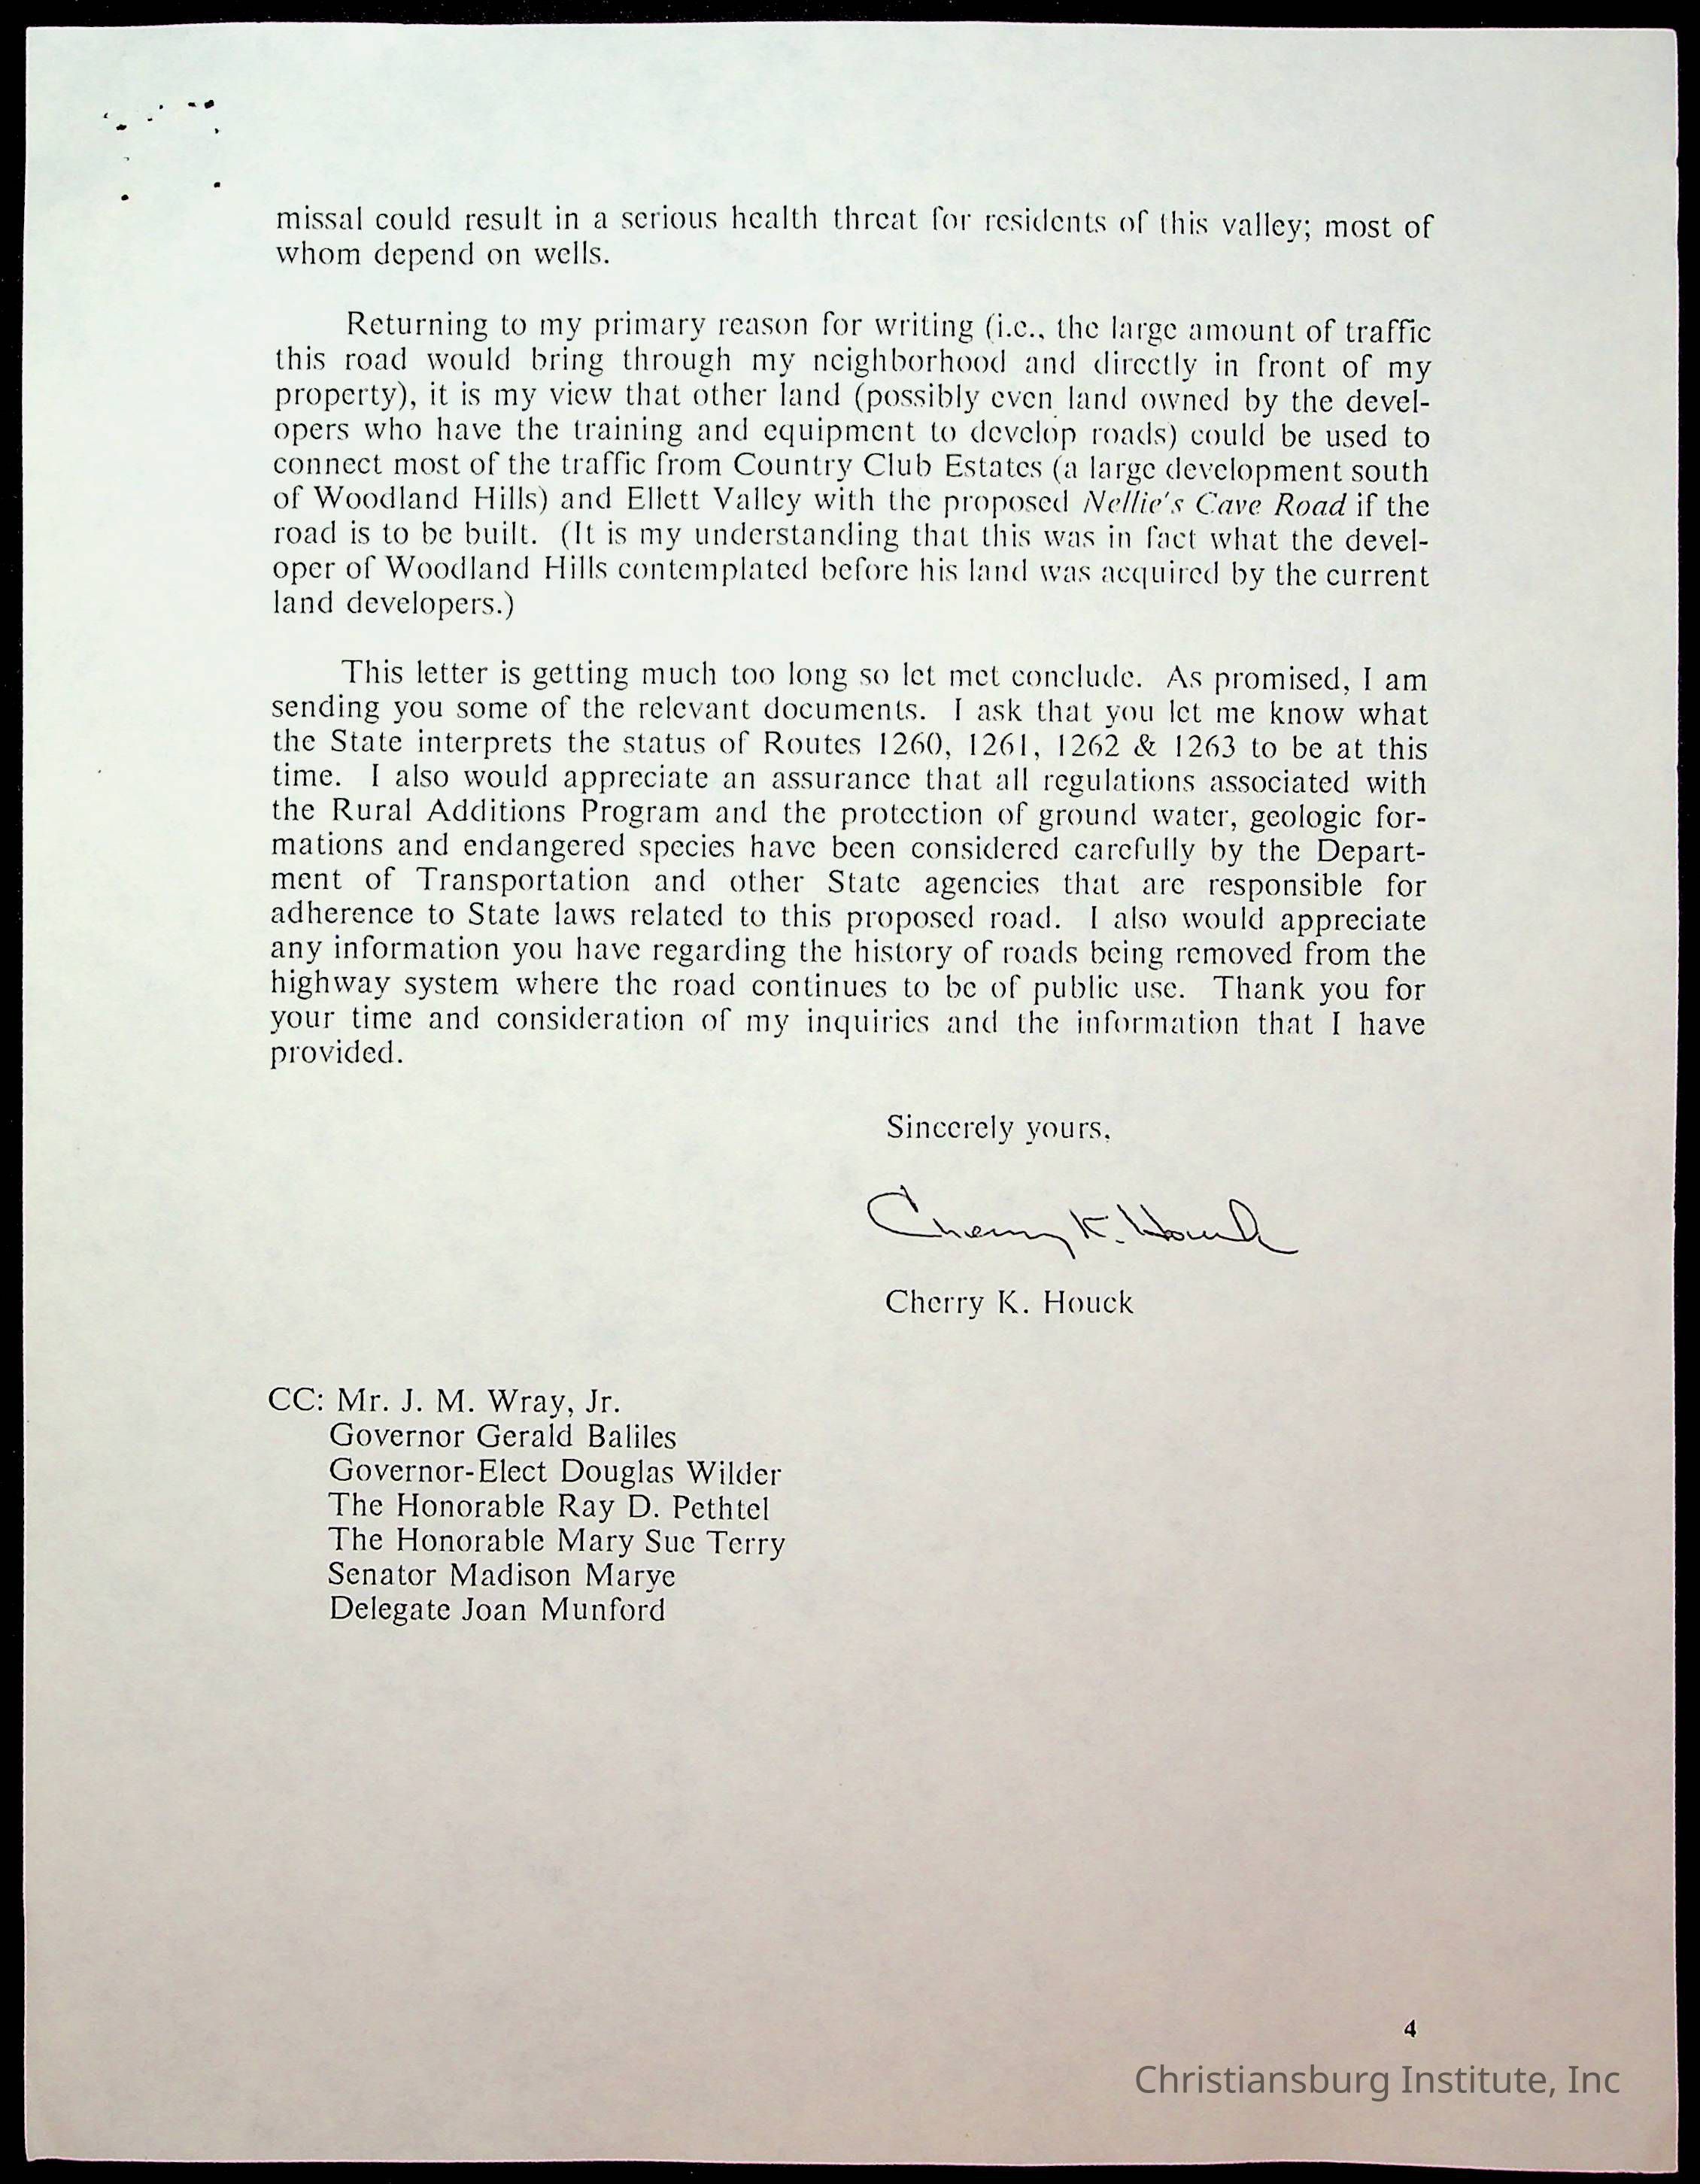 missal could result in a serious health threat for residents of this valley; most of
whom depend on wells.
Returning to my primary reason for writing (i.e., the large amount of traffic
this road would bring through my neighborhood and directly in front of my
property), it is my view that other land (possibly even land owned by the devel-
opers who have the training and equipment to develop roads) could be used to
connect most of the traffic from Country Club Estates (a large development south
of Woodland Hills) and Ellett Valley with the proposed Nellie's Cave Road if the
road is to be built. (It is my understanding that this was in fact what the devel-
oper of Woodland Hills contemplated before his land was acquired by the current
land developers.)
This letter is getting much too long so let met conclude. As promised, I am
sending you some of the relevant documents. I ask that you let me know what
the State interprets the status of Routes 1260, 1261, 1262 & 1263 to be at this
time. I also would appreciate an assurance that all regulations associated with
the Rural Additions Program and the protection of ground water, geologic for-
mations and endangered species have been considered carefully by the Depart-
ment of Transportation and other State agencies that are responsible for
adherence to State laws related to this proposed road. I also would appreciate
any information you have regarding the history of roads being removed from the
highway system where the road continues to be of public use. Thank you for
your time and consideration of my inquiries and the information that I have
provided.
Sincerely yours,
Cherry K. Houck
Cherry K. Houck
CC: Mr. J. M. Wray, Jr.
Governor Gerald Baliles
Governor-Elect Douglas Wilder
The Honorable Ray D. Pethtel
The Honorable Mary Sue Terry
Senator Madison Marye
Delegate Joan Munford
4
Christiansburg Institute, Inc